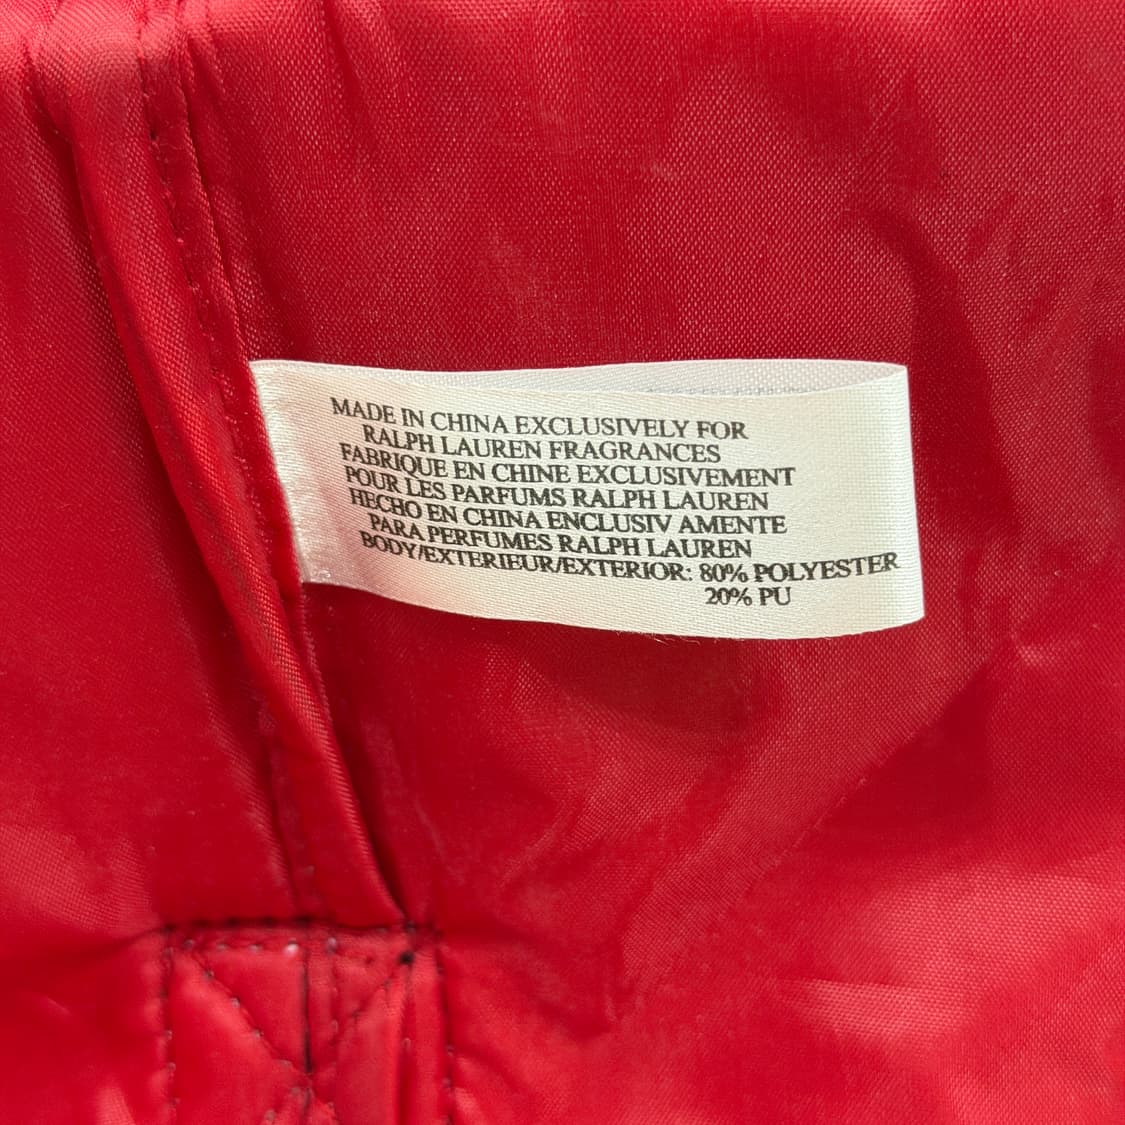 MADE IN CHINA EXCLUSIVELY FOR
RALPH LAUREN FRAGRANCES
FABRIQUE EN CHINE EXCLUSIVEMENT
POUR LES PARFUMS RALPH LAUREN
HECHO EN CHINA ENCLUSIV AMENTE
PARA PERFUMES RALPH LAUREN
BODY/EXTERIEUR/EXTERIOR: 80% POLYESTER
20% PU